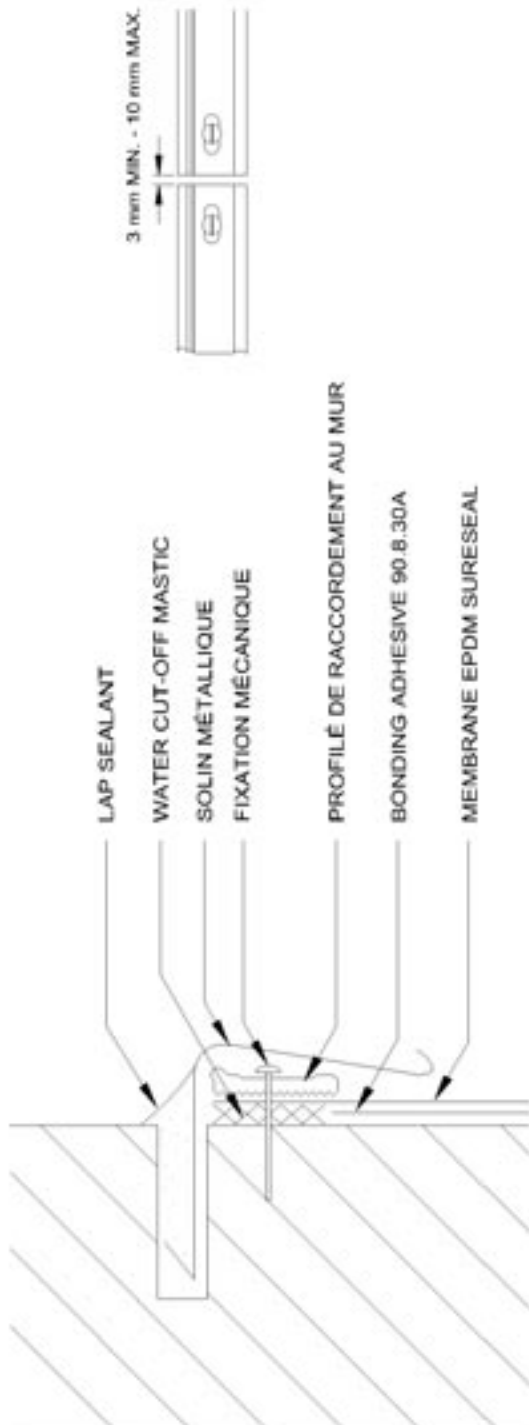 3 mm MIN. - 10 mm MAX.
LAP SEALANT
WATER CUT-OFF MASTIC
SOLIN MÉTALLIQUE
FIXATION MÉCANIQUE
PROFILÉ DE RACCORDEMENT AU MUR
BONDING ADHESIVE 90.8.30A
MEMBRANE EPDM SURESEAL